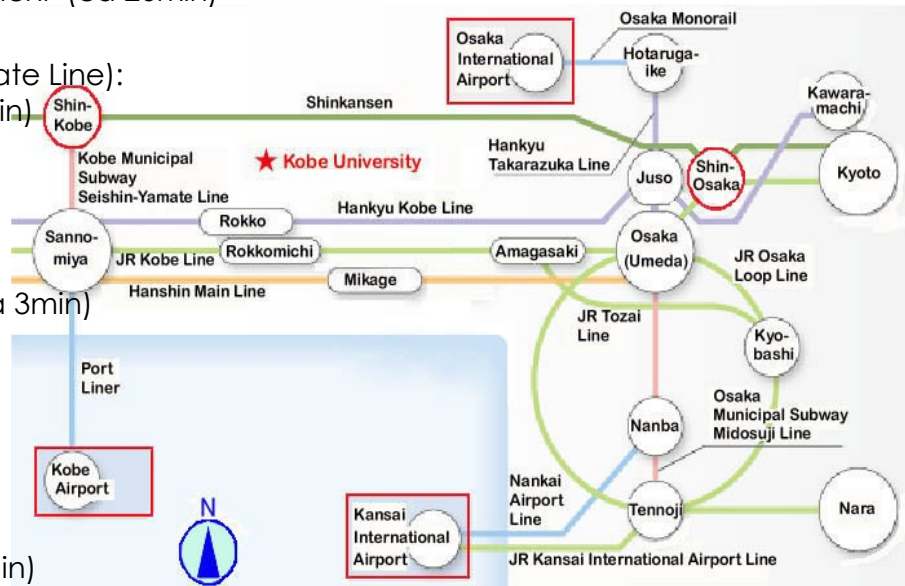 20min)
ate Line):
in)
a 3min)
in)
Osaka Monorail
Osaka
International
Airport
Hotaruga-
ike
Kawara-
machi
Shin-
Kobe
Shinkansen
Hankyu
Takarazuka Line
Kobe Municipal
Subway
Seishin-Yamate Line
★ Kobe University
Juso
Shin-
Osaka
Kyoto
Rokko
Hankyu Kobe Line
Sanno-
miya
JR Kobe Line
Rokkomichi
Amagasaki
Osaka
(Umeda)
JR Osaka
Loop Line
Hanshin Main Line
Mikage
JR Tozai
Line
Kyo-
bashi
Port
Liner
Osaka
Municipal Subway
Midosuji Line
Nanba
Kobe
Airport
N
Kansai
International
Airport
Nankai
Airport
Line
Tennoji
Nara
JR Kansai International Airport Line